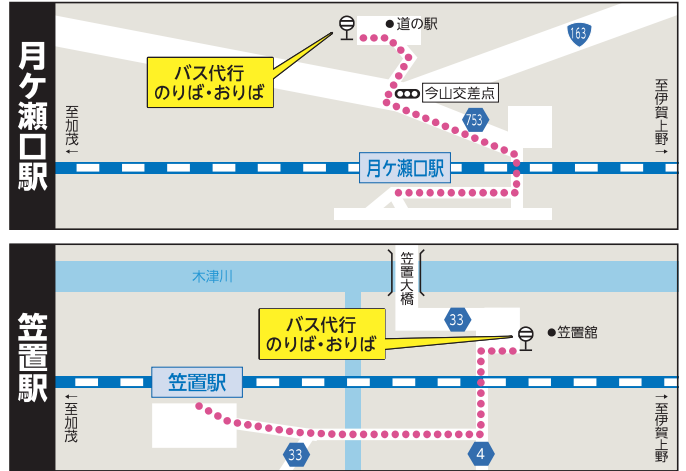 月ケ瀬口駅
道の駅
163
バス代行
のりば・おりば
今山交差点
753
至加茂
↓
至伊賀上野
↓
月ケ瀬口駅
笠置駅
木津川
笠置大橋
33
バス代行
のりば・おりば
笠置舘
笠置駅
←
至加茂
→
至伊賀上野
33
4